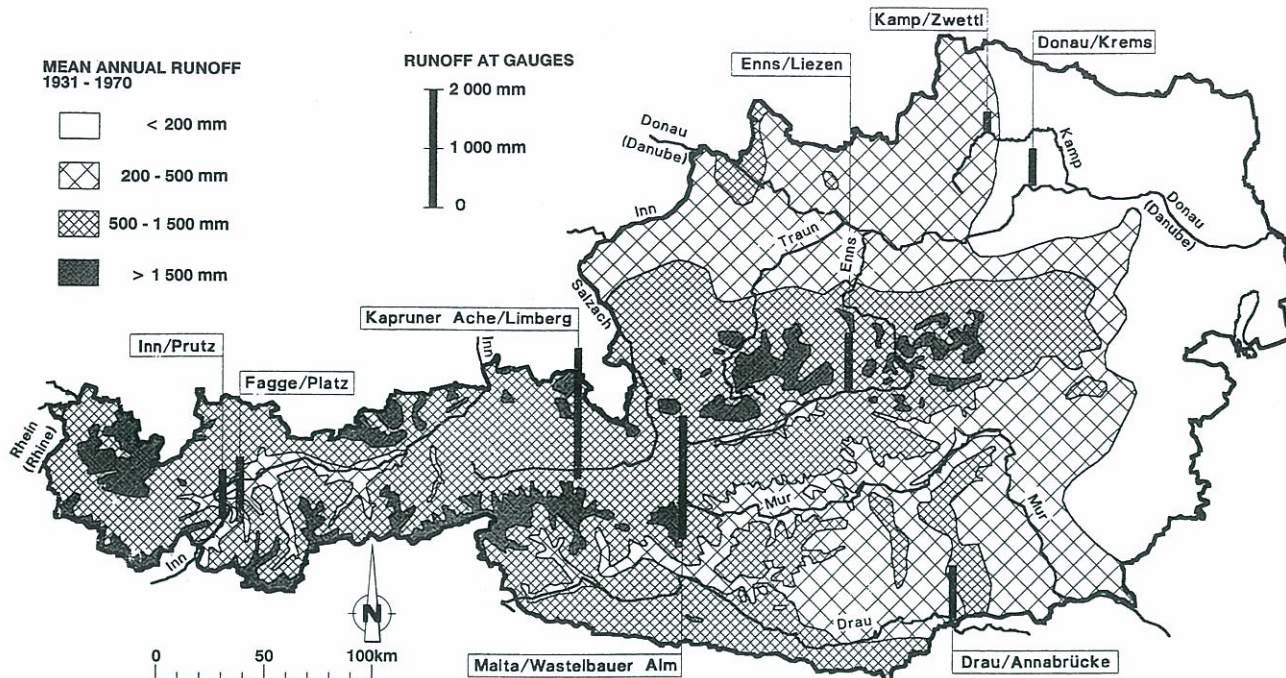 MEAN ANNUAL RUNOFF
1931 - 1970
< 200 mm
200 - 500 mm
500 - 1 500 mm
> 1 500 mm
RUNOFF AT GAUGES
2 000 mm
1 000 mm
0
Kamp/Zwettl
Donau/Krems
Enns/Liezen
Donau
(Danube)
Kamp
Donau
(Danube)
Inn
Traun
Enns
Salzach
Kapruner Ache/Limberg
Inn/Prutz
Fagge/Platz
Inn
Rhein
(Rhine)
Mur
Mur
Inn
Drau
N
0 50 100km
Malta/Wastelbauer Alm
Drau/Annabrücke